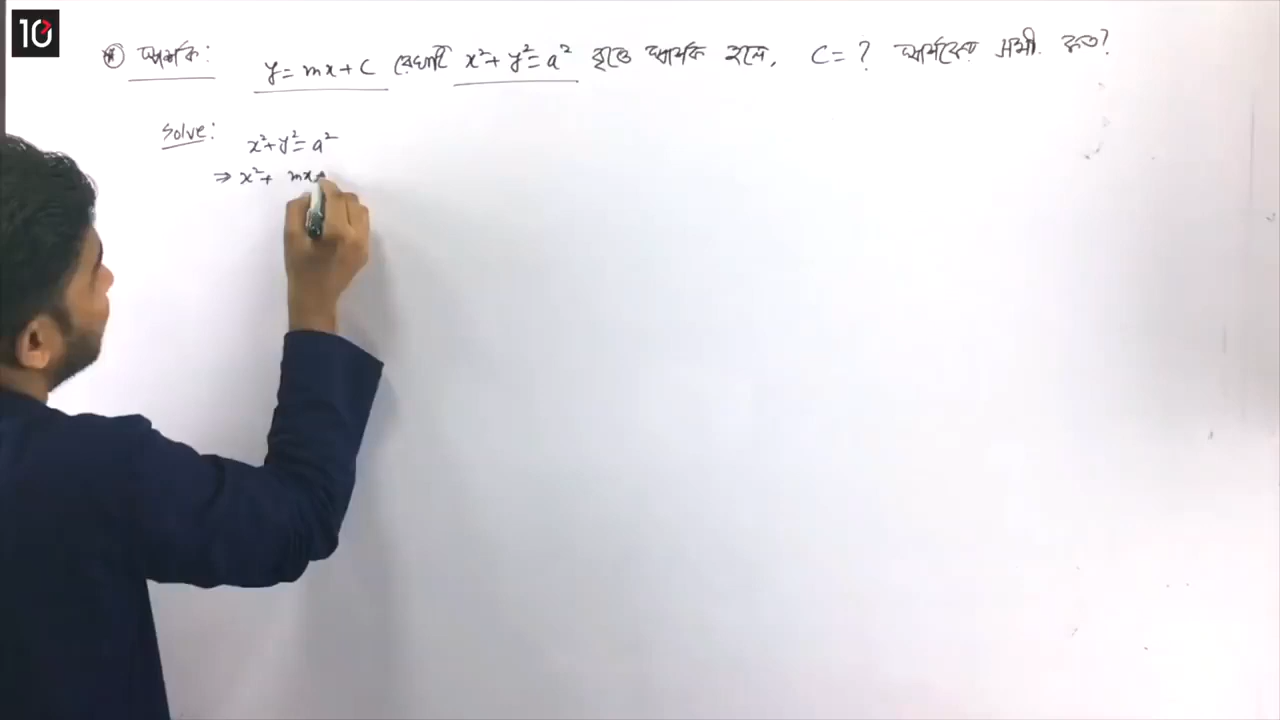 10
* স্পর্শক: y = mx + c রেখাটি x² + y² = a² বৃত্তে স্পর্শক হলে, C = ? স্পর্শকের সমী. কত?
Solve: x² + y² = a²
⇒ x² + mx